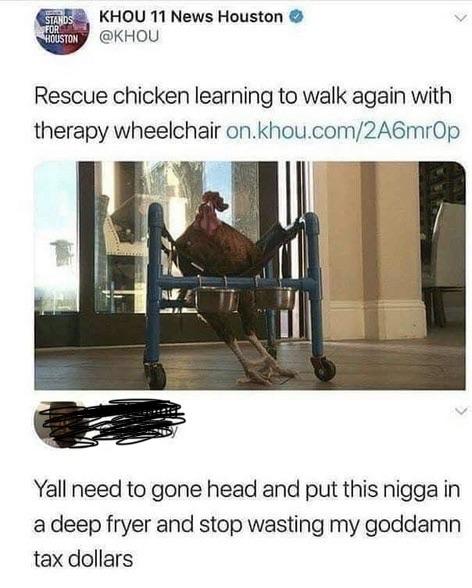 STANDS
FOR
HOUSTON
KHOU 11 News Houston
@KHOU
Rescue chicken learning to walk again with
therapy wheelchair on.khou.com/2A6mrOp
Yall need to gone head and put this nigga in
a deep fryer and stop wasting my goddamn
tax dollars